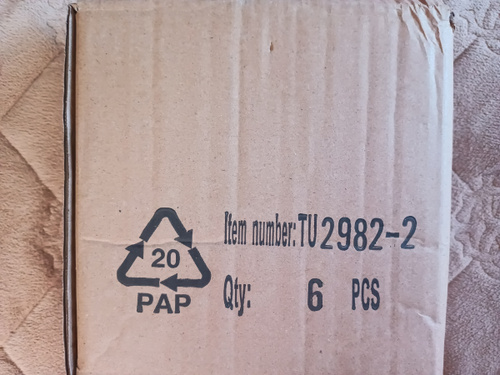 Item number: TU 2982-2
20
PAP
Qty: 6 PCS